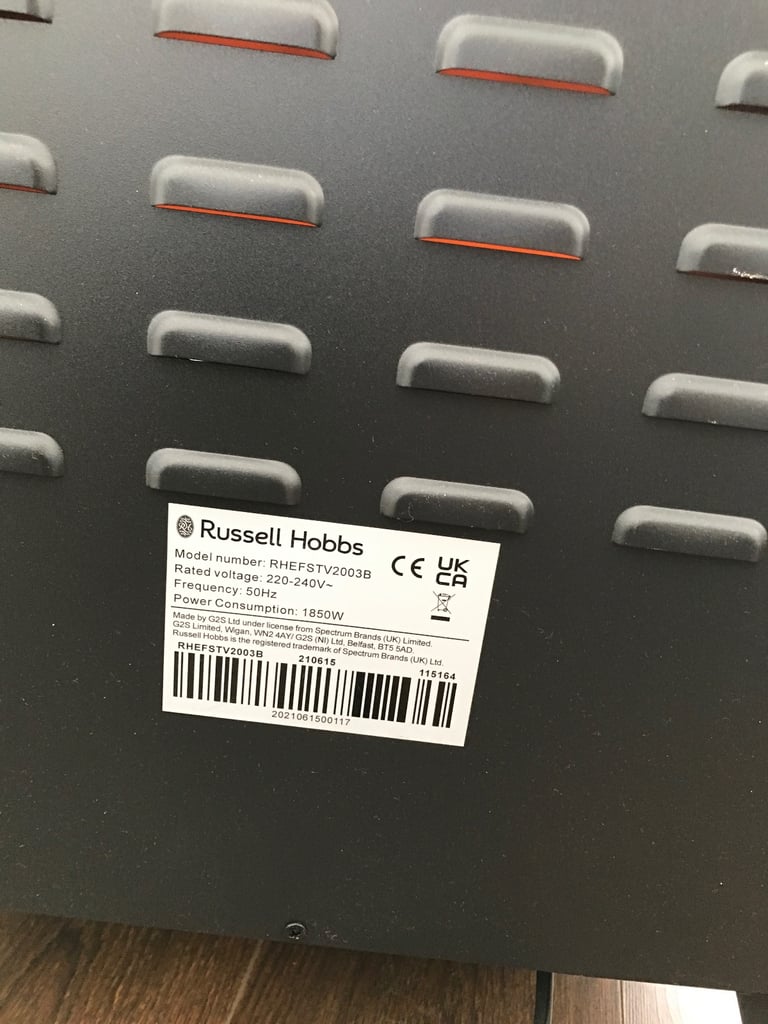 Russell Hobbs
Model number: RHEFSTV2003B
Rated voltage: 220-240V~
Frequency: 50Hz
Power Consumption: 1850W
CE UK CA
Made by G2S Ltd under license from Spectrum Brands (UK) Limited.
G2S Limited, Wigan, WN2 4AY/ G2S (NI) Ltd, Belfast, BT5 5AD.
Russell Hobbs is the registered trademark of Spectrum Brands (UK) Ltd.
RHEFSTV2003B 210615 115164
2021061500117